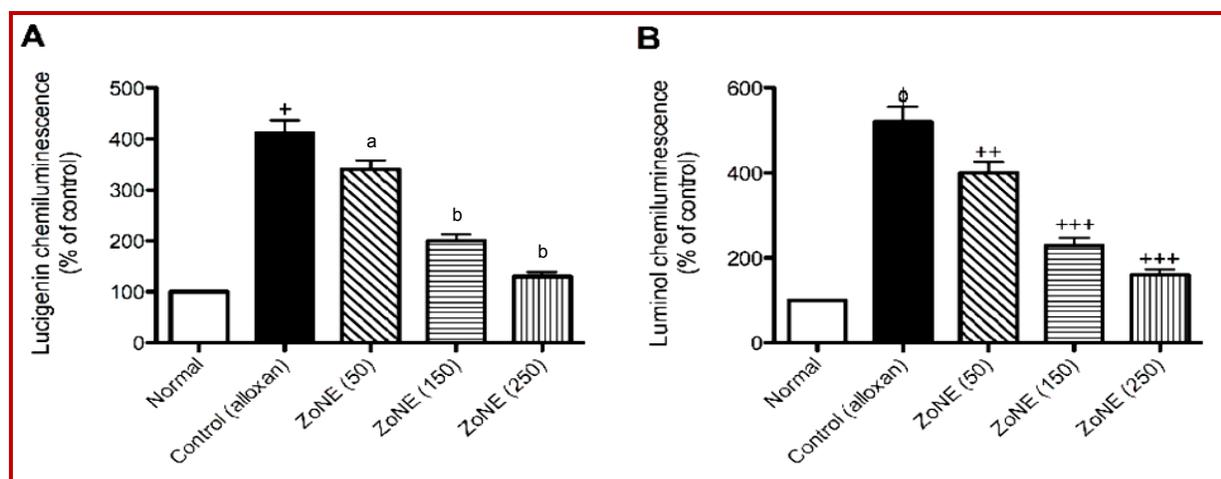 A
Lucigenin chemiluminescence
(% of control)
500
400
300
200
100
0
+
a
b
b
Normal
Control (alloxan)
ZoNE (50)
ZoNE (150)
ZoNE (250)
B
Luminol chemiluminescence
(% of control)
600
400
200
0
ϕ
++
+++
+++
Normal
Control (alloxan)
ZoNE (50)
ZoNE (150)
ZoNE (250)